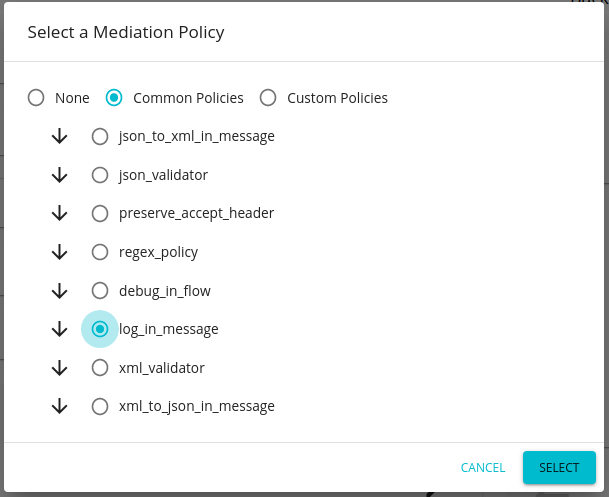 Select a Mediation Policy
None Common Policies Custom Policies
json_to_xml_in_message
json_validator
preserve_accept_header
regex_policy
debug_in_flow
log_in_message
xml_validator
xml_to_json_in_message
CANCEL SELECT